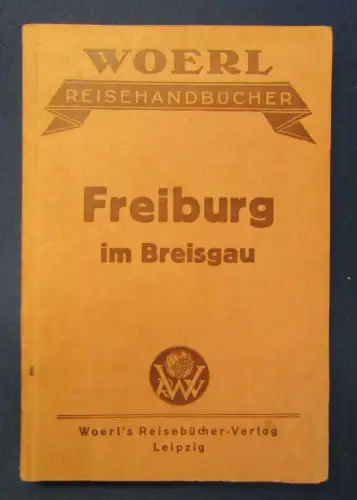 WOERL
REISEHANDBÜCHER
Freiburg
im Breisgau
Woerl's Reisebücher-Verlag
Leipzig